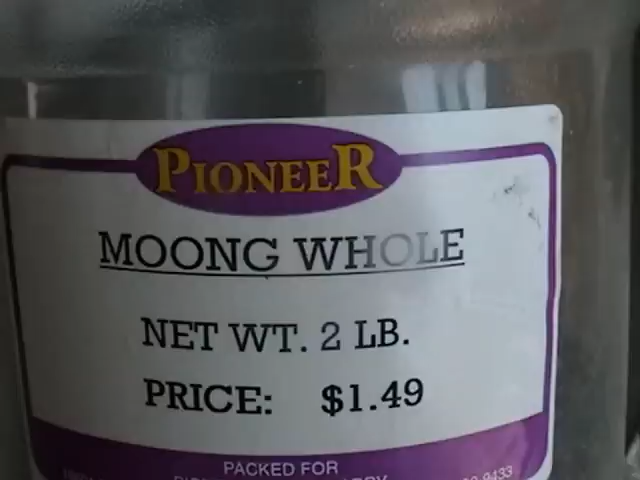 PIONEER
MOONG WHOLE
NET WT. 2 LB.
PRICE: $1.49
PACKED FOR